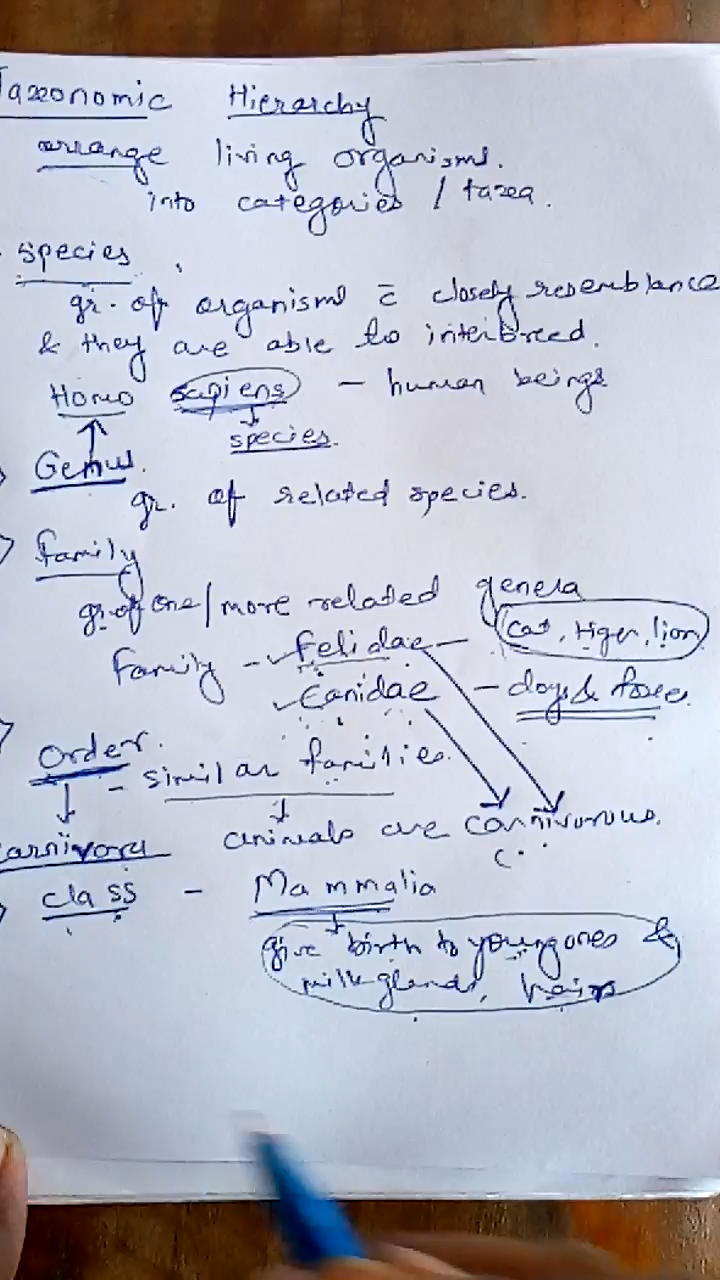 Taxonomic Hierarchy
arrange living organisms.
into categories / taxa.
species
gr. of organisms c̄ closely resemblance
& they are able to interbreed.
Homo sapiens - human beings
species.
Genus.
gr. of related species.
family
gr. of one/more related genera
family - Felidae - cat, tiger, lion
Canidae - dogs &
order.
- similar families.
carnivora animals are carnivorous.
class - Mammalia
give birth to young ones &
milk glands, hairs